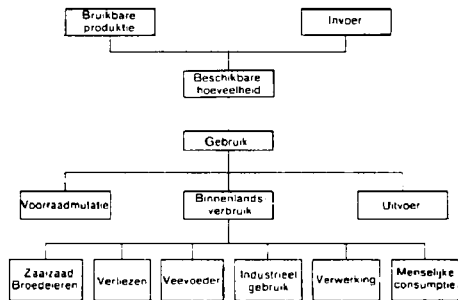 Bruikbare
produktie
Invoer
Beschikbare
hoeveelheid
Gebruik
Voorraadmutatie
Binnenlands
verbruik
Uitvoer
Zaaizaad
Broedeieren
Verliezen
Veevoeder
Industrieel
gebruik
Verwerking
Menselijke
consumptie